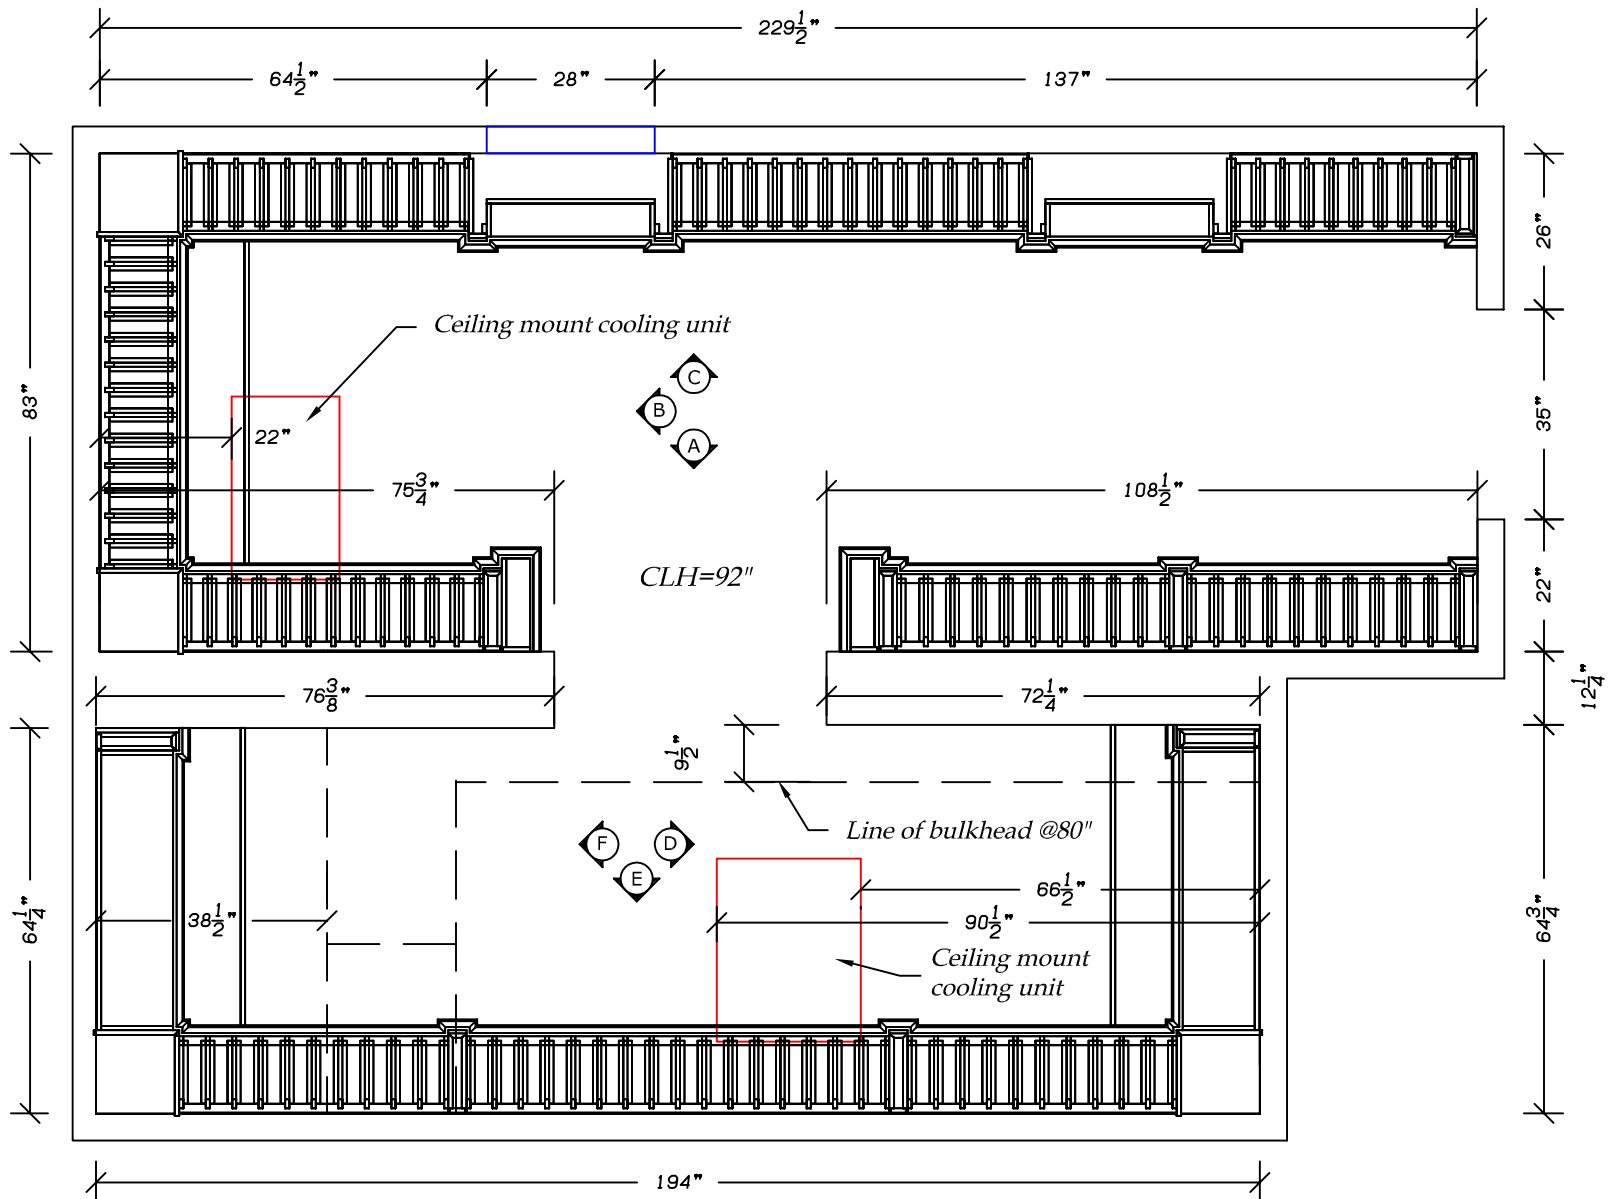 229 1/2"
64 1/2"
28"
137"
26"
Ceiling mount cooling unit
C
B
A
83"
35"
22"
75 3/4"
108 1/2"
CLH=92"
22"
76 3/8"
72 1/4"
12 1/4"
9 1/2"
Line of bulkhead @80"
F
D
E
66 1/2"
38 1/2"
90 1/2"
64 1/4"
64 3/4"
Ceiling mount
cooling unit
194"